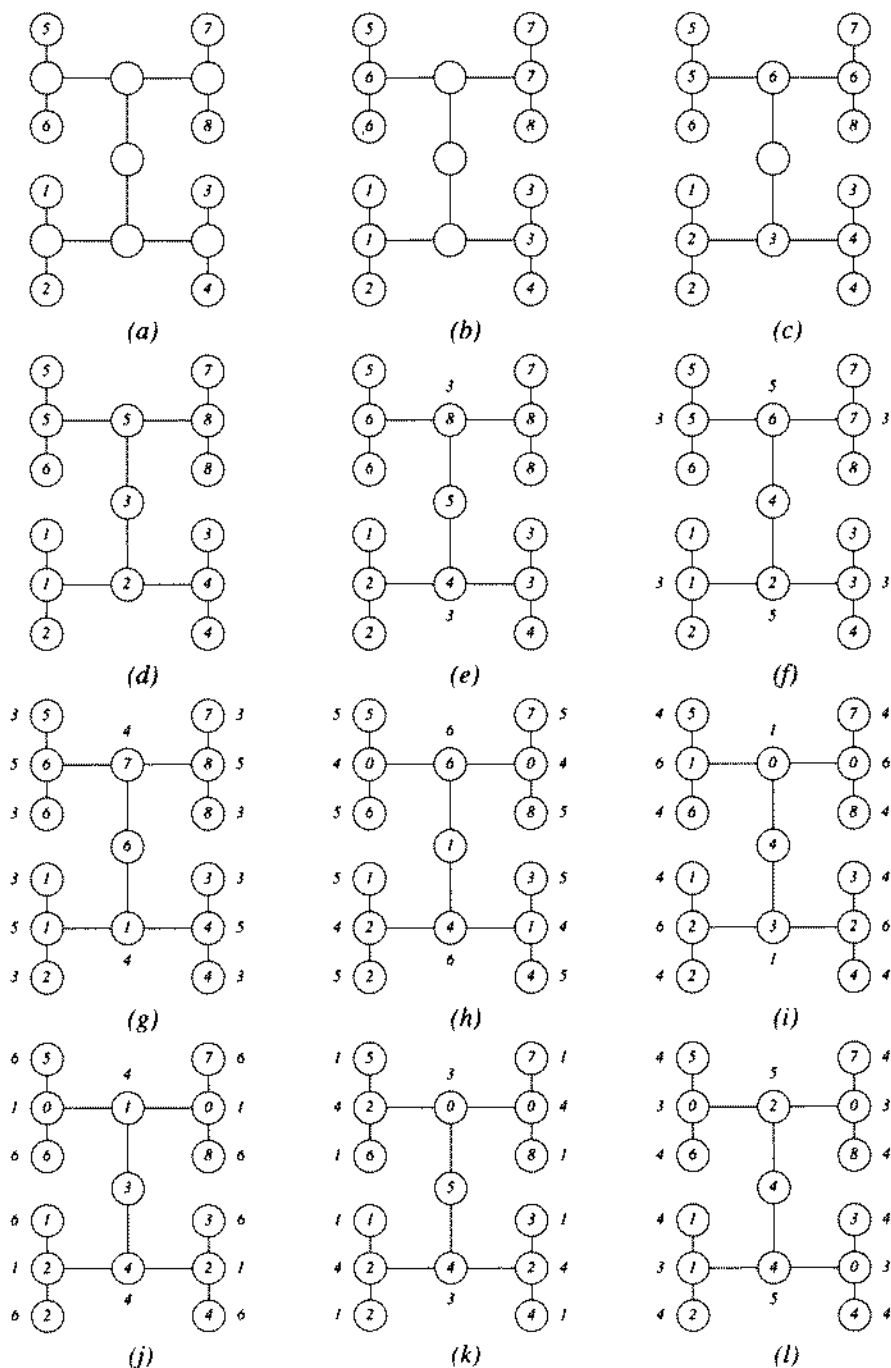 5 7 5 7 5 7
6 7 5 6 6
6 8 6 8 6 8
1 3 1 3 1 3
1 3 2 3 4
2 4 2 4 2 4
(a) (b) (c)
5 7 5 3 7 5 5 7
5 5 8 6 8 8 3 5 6 7 3
6 8 6 8 6 8
3 5 4
1 3 1 3 1 3
1 2 4 2 4 3 3 1 2 3 3
2 4 2 3 4 2 5 4
(d) (e) (f)
3 5 4 7 3 5 5 6 7 5 4 5 1 7 4
5 6 7 8 5 4 0 6 0 4 6 1 0 0 6
3 6 8 3 5 6 8 5 4 6 8 4
6 1 4
3 1 3 3 5 1 3 5 4 1 3 4
5 1 1 4 5 4 2 4 1 4 6 2 3 2 6
3 2 4 4 3 5 2 6 4 5 4 2 1 4 4
(g) (h) (i)
6 5 4 7 6 1 5 3 7 1 4 5 5 7 4
1 0 1 0 1 4 2 0 0 4 3 0 2 0 3
6 6 8 6 1 6 8 1 4 6 8 4
3 5 4
6 1 3 6 1 1 3 1 4 1 3 4
1 2 4 2 1 4 2 4 2 4 3 1 4 0 3
6 2 4 4 6 1 2 3 4 1 4 2 5 4 4
(j) (k) (l)